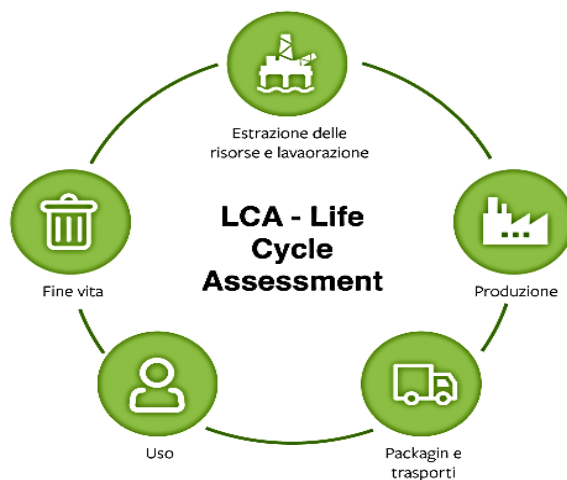 Estrazione delle
risorse e lavaorazione
LCA - Life
Cycle
Assessment
Fine vita
Produzione
Uso
Packagin e
trasporti